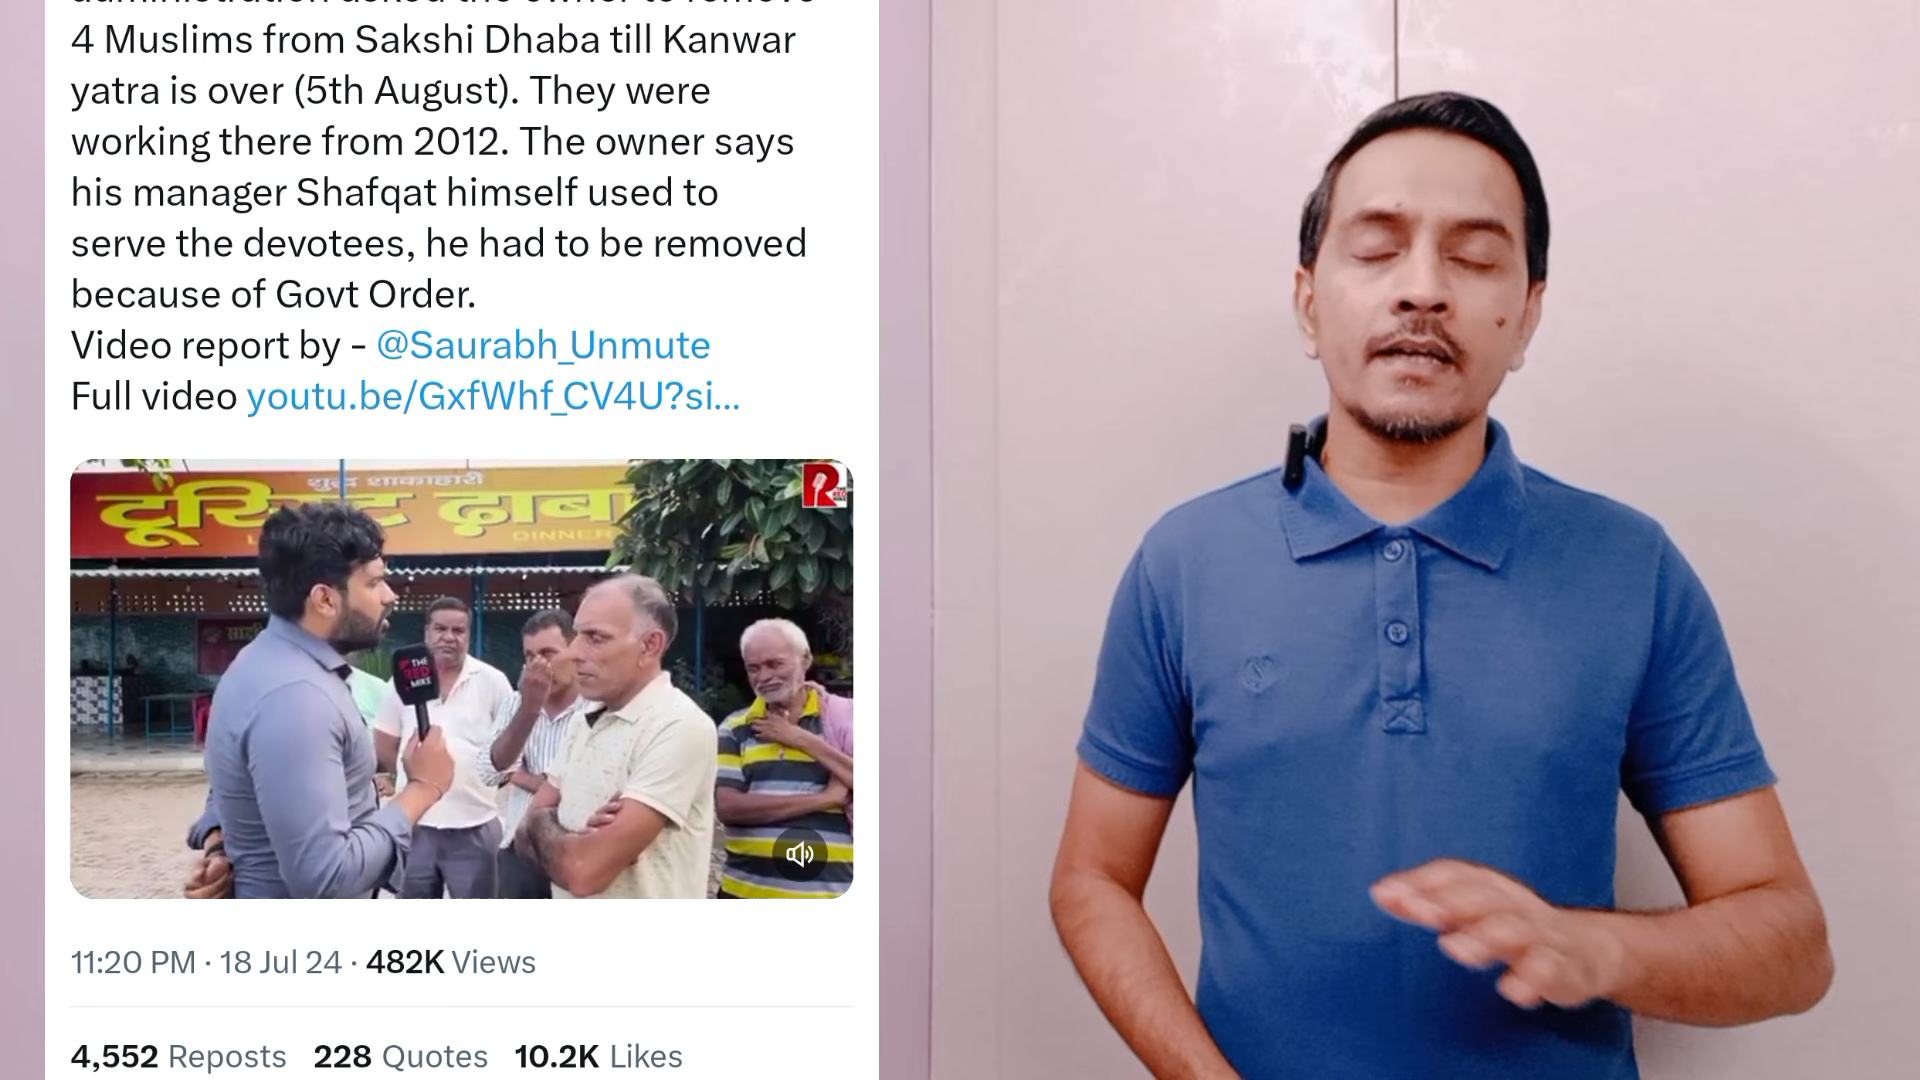 4 Muslims from Sakshi Dhaba till Kanwar
yatra is over (5th August). They were
working there from 2012. The owner says
his manager Shafqat himself used to
serve the devotees, he had to be removed
because of Govt Order.
Video report by - @Saurabh_Unmute
Full video youtu.be/GxfWhf_CV4U?si...
शुद्ध शाकाहारी
ढ़ाबा
DINNER
R
THE
RED
MIKE
11:20 PM · 18 Jul 24 · 482K Views
4,552 Reposts 228 Quotes 10.2K Likes